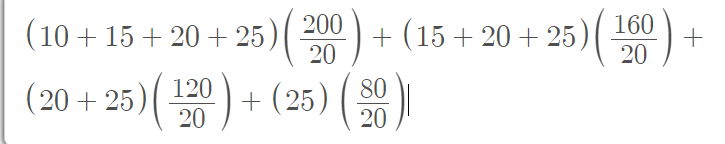 (10 + 15 + 20 + 25)(200/20) + (15 + 20 + 25)(160/20) +
(20 + 25)(120/20) + (25) (80/20)